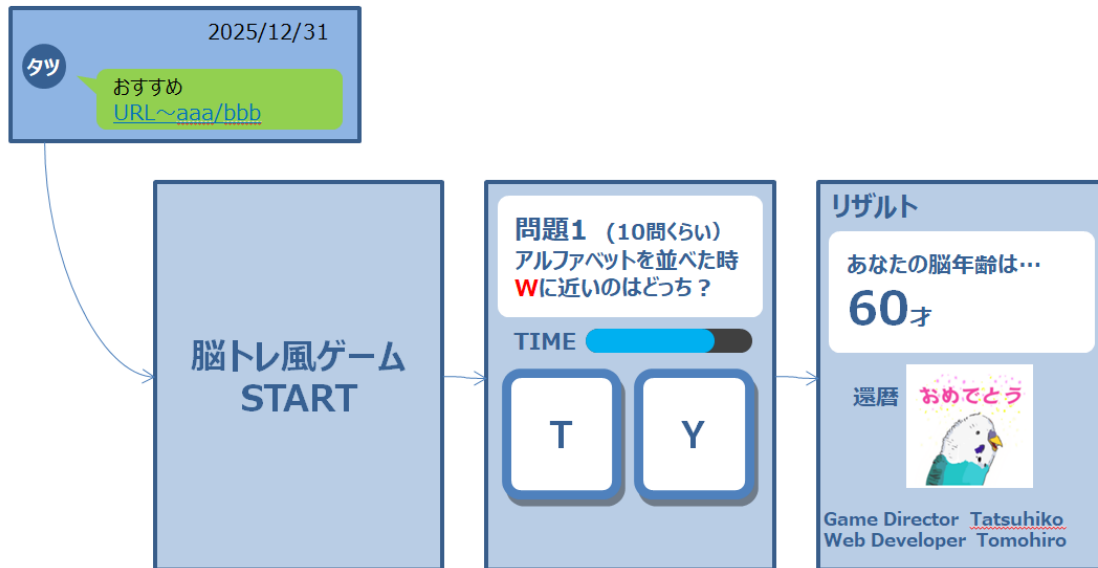 2025/12/31
タツ
おすすめ
URL～aaa/bbb
脳トレ風ゲーム
START
問題1 (10問くらい)
アルファベットを並べた時
Wに近いのはどっち？
TIME
T
Y
リザルト
あなたの脳年齢は…
60才
還暦
おめでとう
Game Director Tatsuhiko
Web Developer Tomohiro